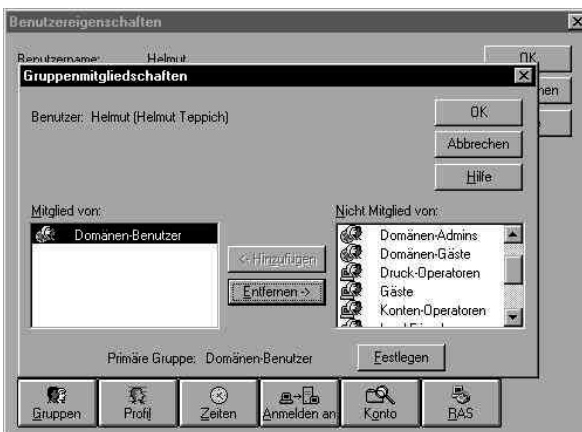 Benutzereigenschaften
Benutzername: Helmut
OK
Gruppenmitgliedschaften
hen
Benutzer: Helmut (Helmut Teppich)
OK
Abbrechen
Hilfe
Mitglied von:
Nicht Mitglied von:
Domänen-Benutzer
Domänen-Admins
Domänen-Gäste
Druck-Operatoren
Gäste
Konten-Operatoren
<- Hinzufügen
Entfernen ->
Primäre Gruppe: Domänen-Benutzer
Festlegen
Gruppen
Profil
Zeiten
Anmelden an
Konto
RAS